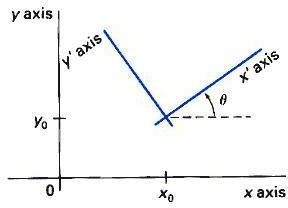 y axis
y' axis
x' axis
θ
y₀
0
x₀
x axis